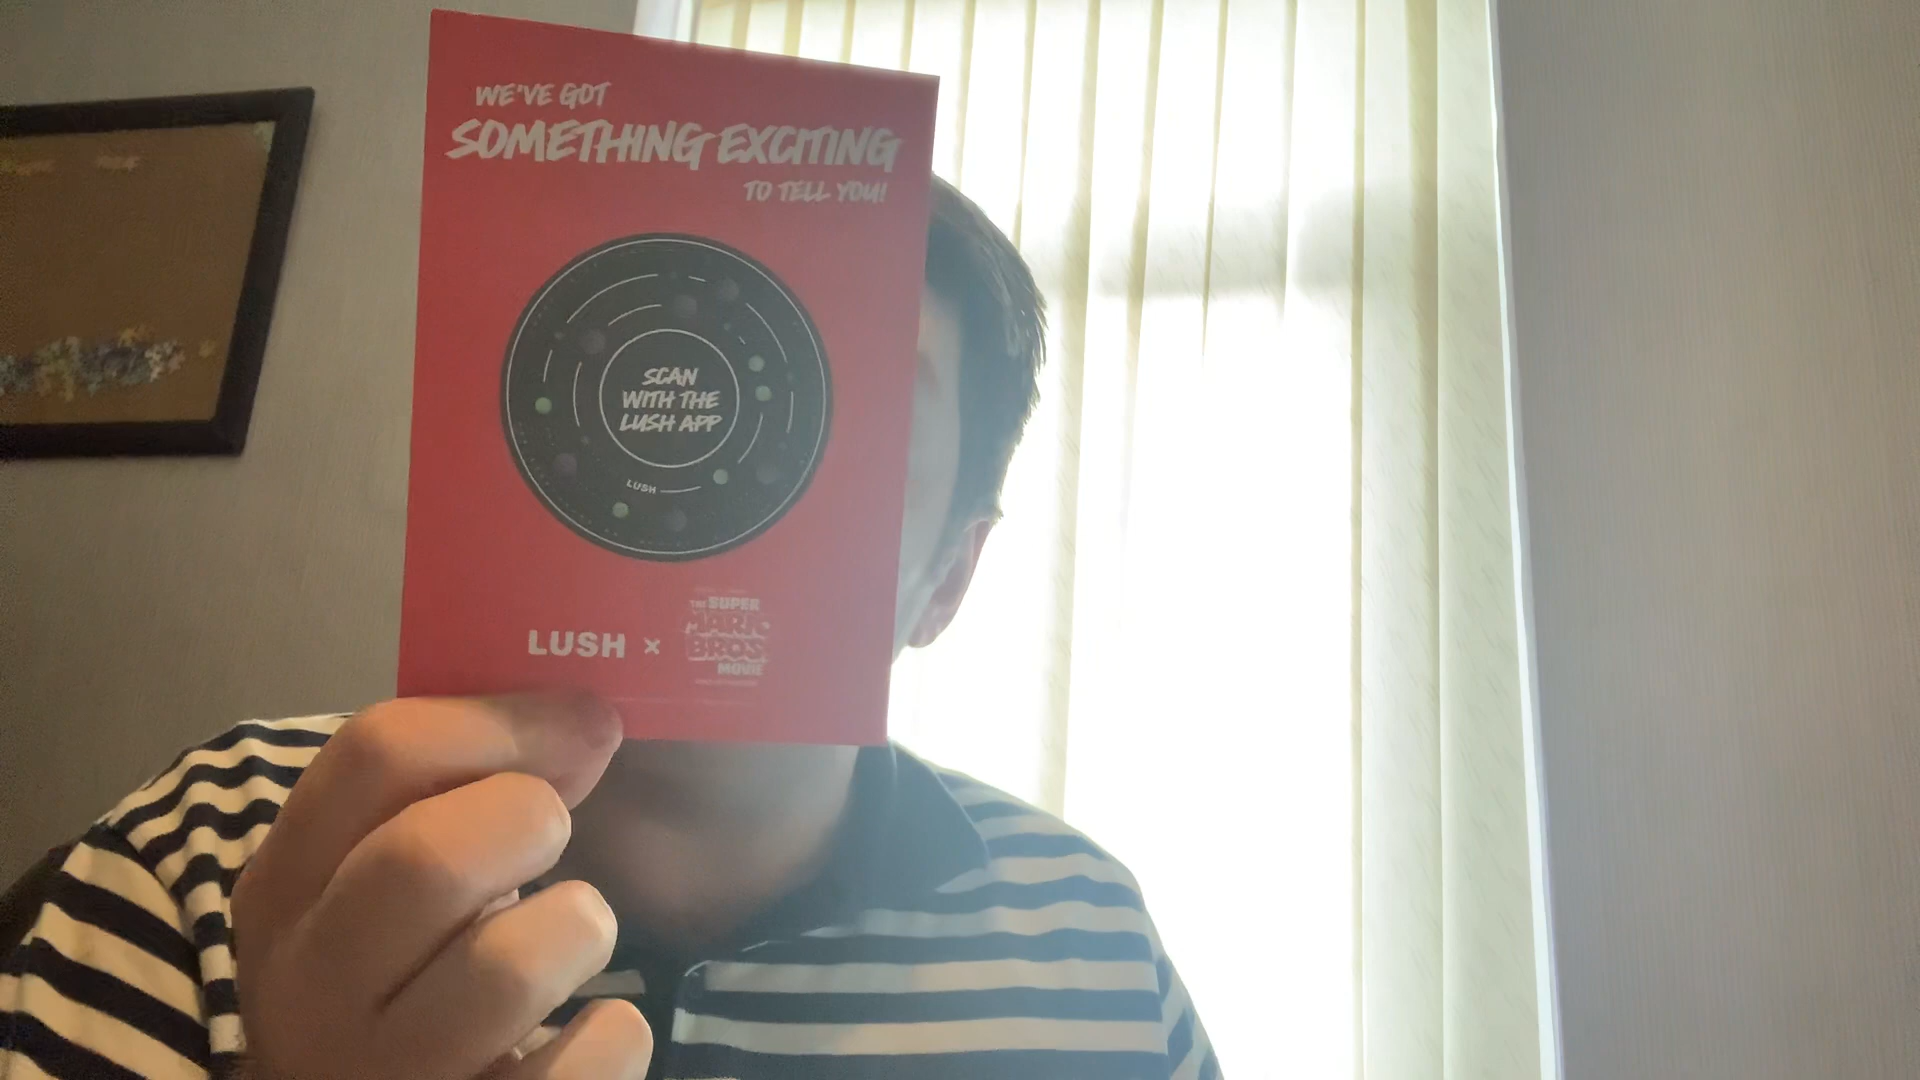 WE'VE GOT
SOMETHING EXCITING
TO TELL YOU!
SCAN
WITH THE
LUSH APP
LUSH
LUSH ×
THE SUPER
MARIO
BROS.
MOVIE